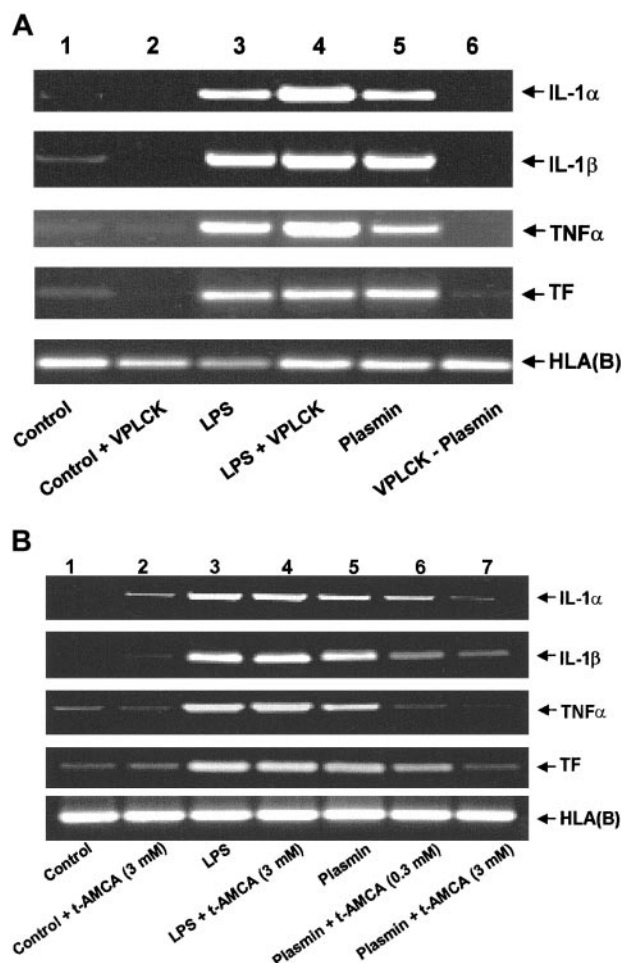 A
1 2 3 4 5 6
IL-1α
IL-1β
TNFα
TF
HLA(B)
Control
Control + VPLCK
LPS
LPS + VPLCK
Plasmin
VPLCK - Plasmin
B
1 2 3 4 5 6 7
IL-1α
IL-1β
TNFα
TF
HLA(B)
Control
Control + t-AMCA (3 mM)
LPS
LPS + t-AMCA (3 mM)
Plasmin
Plasmin + t-AMCA (0.3 mM)
Plasmin + t-AMCA (3 mM)